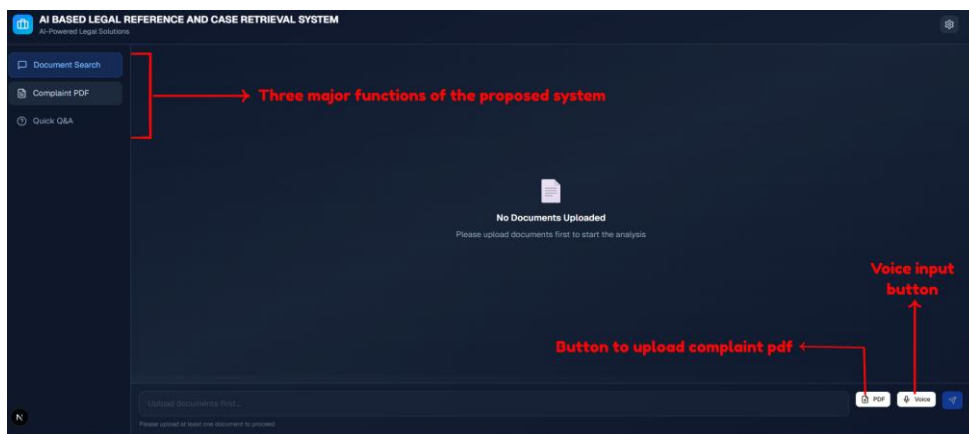 AI BASED LEGAL REFERENCE AND CASE RETRIEVAL SYSTEM
AI-Powered Legal Solutions
Document Search
Complaint PDF
Quick Q&A
Three major functions of the proposed system
No Documents Uploaded
Please upload documents first to start the analysis
Voice input
button
Button to upload complaint pdf
Upload documents first...
PDF
Voice
Please upload at least one document to proceed
N